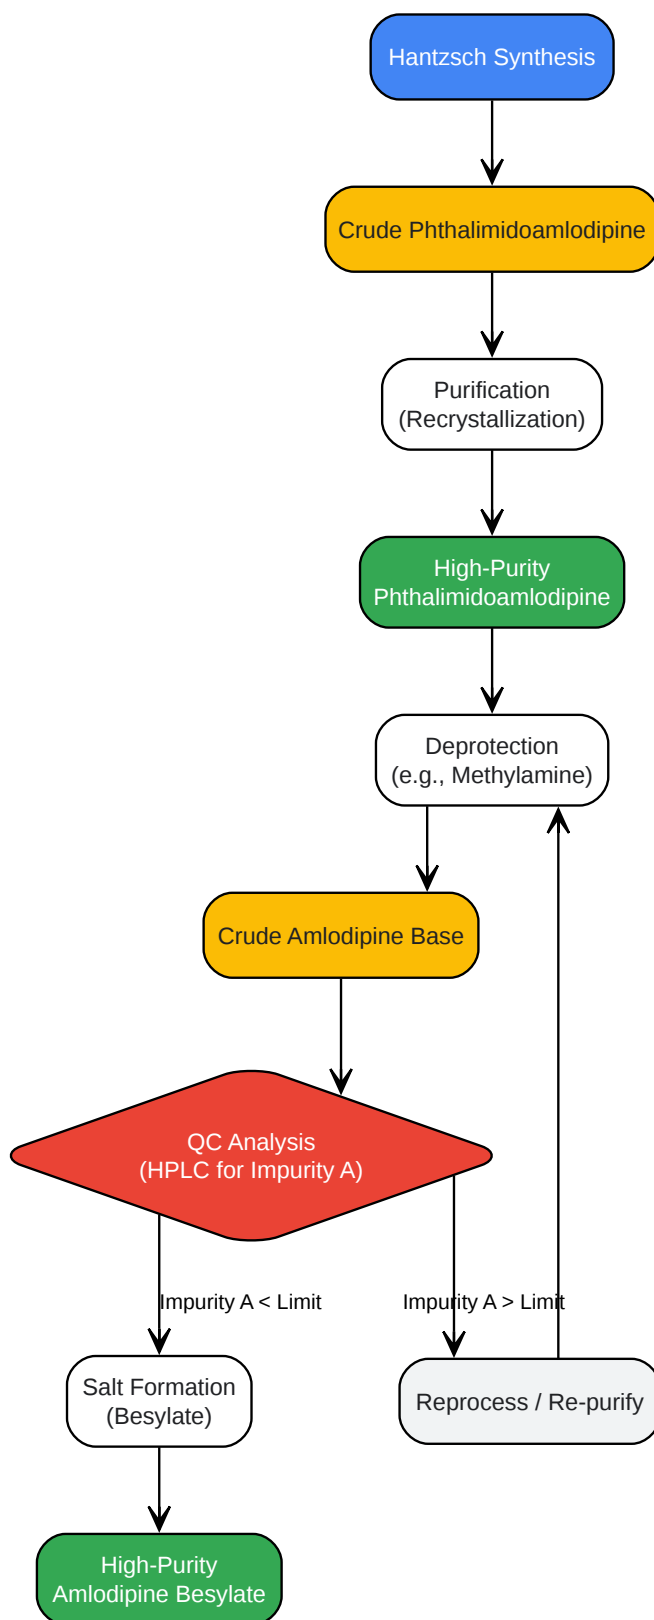 Hantzsch Synthesis
Crude Phthalimidoamlodipine
Purification
(Recrystallization)
High-Purity
Phthalimidoamlodipine
Deprotection
(e.g., Methylamine)
Crude Amlodipine Base
QC Analysis
(HPLC for Impurity A)
Impurity A < Limit
Impurity A > Limit
Salt Formation
(Besylate)
Reprocess / Re-purify
High-Purity
Amlodipine Besylate